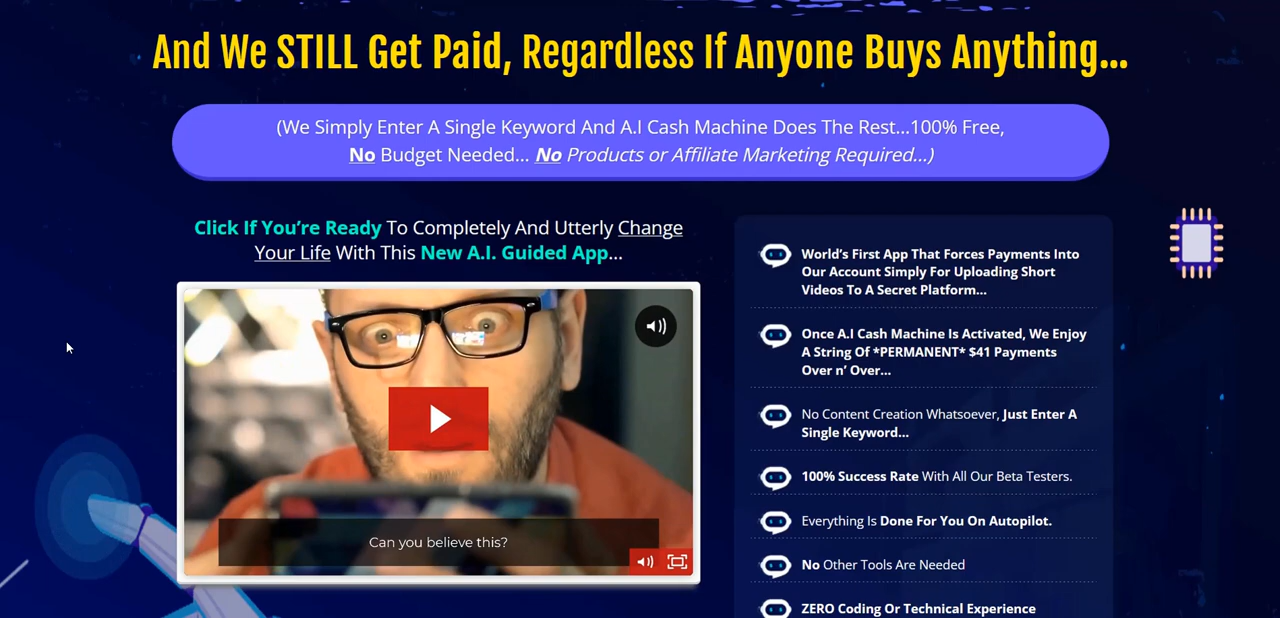 And We STILL Get Paid, Regardless If Anyone Buys Anything...
(We Simply Enter A Single Keyword And A.I Cash Machine Does The Rest...100% Free,
No Budget Needed... No Products or Affiliate Marketing Required...)
Click If You're Ready To Completely And Utterly Change
Your Life With This New A.I. Guided App...
Can you believe this?
World's First App That Forces Payments Into
Our Account Simply For Uploading Short
Videos To A Secret Platform...
Once A.I Cash Machine Is Activated, We Enjoy
A String Of *PERMANENT* $41 Payments
Over n' Over...
No Content Creation Whatsoever, Just Enter A
Single Keyword...
100% Success Rate With All Our Beta Testers.
Everything Is Done For You On Autopilot.
No Other Tools Are Needed
ZERO Coding Or Technical Experience